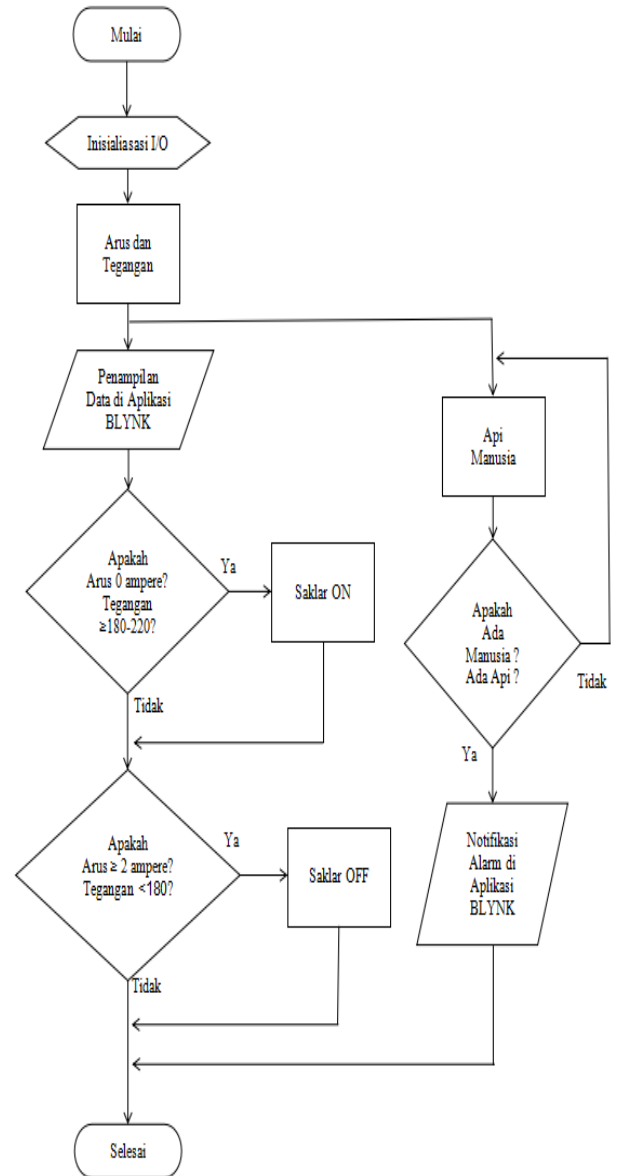 Mulai
Inisialiasasi I/O
Arus dan
Tegangan
Penampilan
Data di Aplikasi
BLYNK
Api
Manusia
Apakah
Arus 0 ampere?
Tegangan
≥180-220?
Ya
Saklar ON
Tidak
Apakah
Ada
Manusia ?
Ada Api ?
Tidak
Ya
Apakah
Arus ≥ 2 ampere?
Tegangan <180?
Ya
Saklar OFF
Tidak
Notifikasi
Alarm di
Aplikasi
BLYNK
Selesai